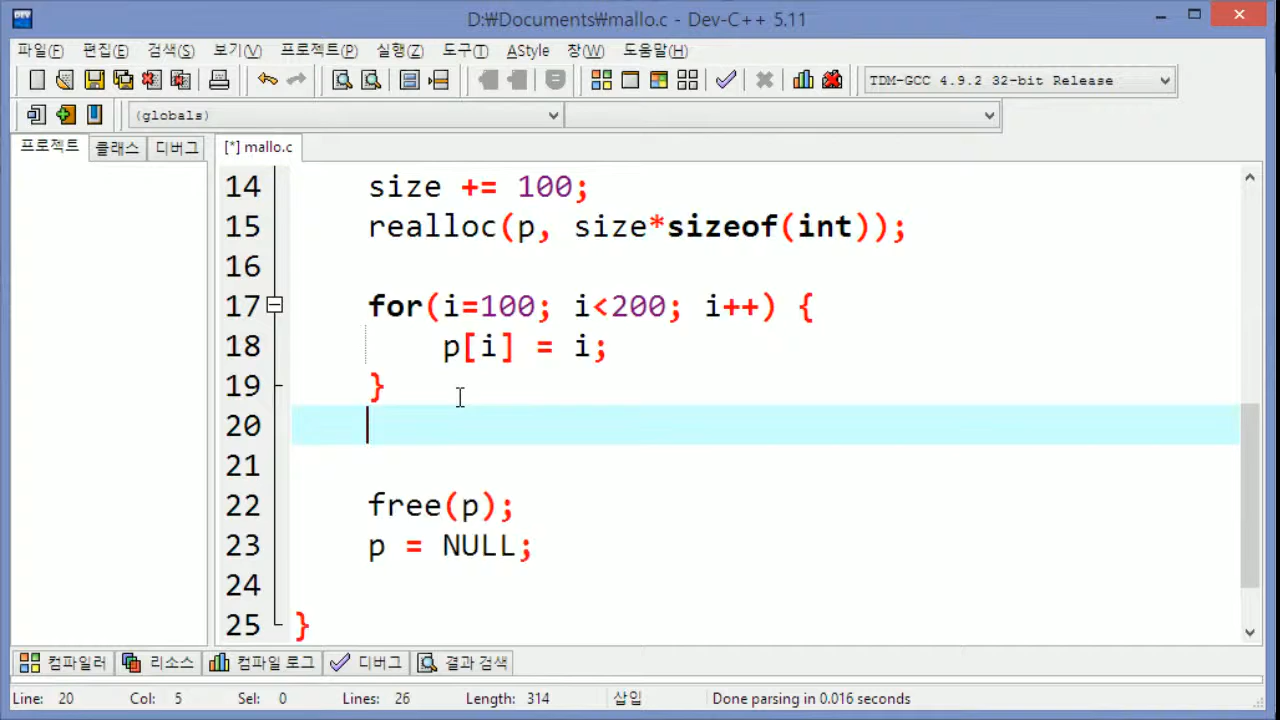 D:\Documents\mallo.c - Dev-C++ 5.11
파일(F) 편집(E) 검색(S) 보기(V) 프로젝트(P) 실행(Z) 도구(T) AStyle 창(W) 도움말(H)
TDM-GCC 4.9.2 32-bit Release
(globals)
프로젝트 클래스 디버그 [*] mallo.c
14 size += 100;
15 realloc(p, size*sizeof(int));
16
17 for(i=100; i<200; i++) {
18 p[i] = i;
19 }
20
21
22 free(p);
23 p = NULL;
24
25 }
컴파일러 리소스 컴파일 로그 디버그 결과 검색
Line: 20 Col: 5 Sel: 0 Lines: 26 Length: 314 삽입 Done parsing in 0.016 seconds